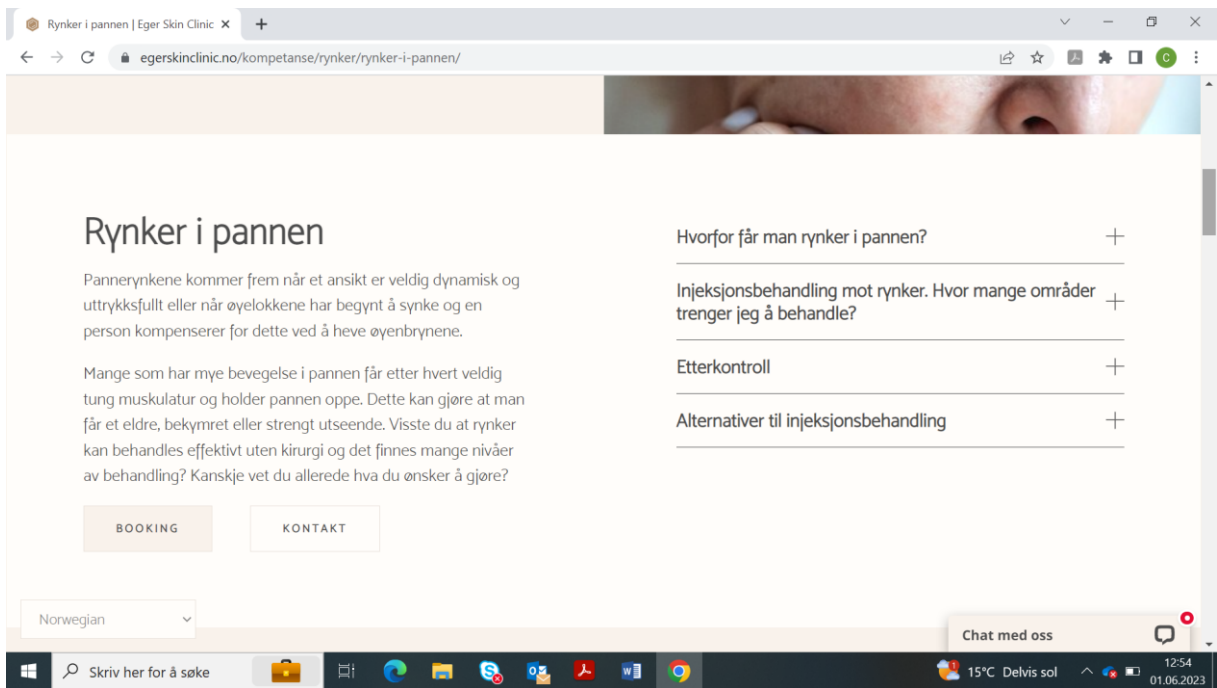 Rynker i pannen | Eger Skin Clinic
egerskinclinic.no/kompetanse/rynker/rynker-i-pannen/
C
Rynker i pannen
Pannerynkene kommer frem når et ansikt er veldig dynamisk og
uttrykksfullt eller når øyelokkene har begynt å synke og en
person kompenserer for dette ved å heve øyenbrynene.
Mange som har mye bevegelse i pannen får etter hvert veldig
tung muskulatur og holder pannen oppe. Dette kan gjøre at man
får et eldre, bekymret eller strengt utseende. Visste du at rynker
kan behandles effektivt uten kirurgi og det finnes mange nivåer
av behandling? Kanskje vet du allerede hva du ønsker å gjøre?
BOOKING
KONTAKT
Hvorfor får man rynker i pannen?
Injeksjonsbehandling mot rynker. Hvor mange områder
trenger jeg å behandle?
Etterkontroll
Alternativer til injeksjonsbehandling
Norwegian
Chat med oss
Skriv her for å søke
15°C Delvis sol
12:54
01.06.2023